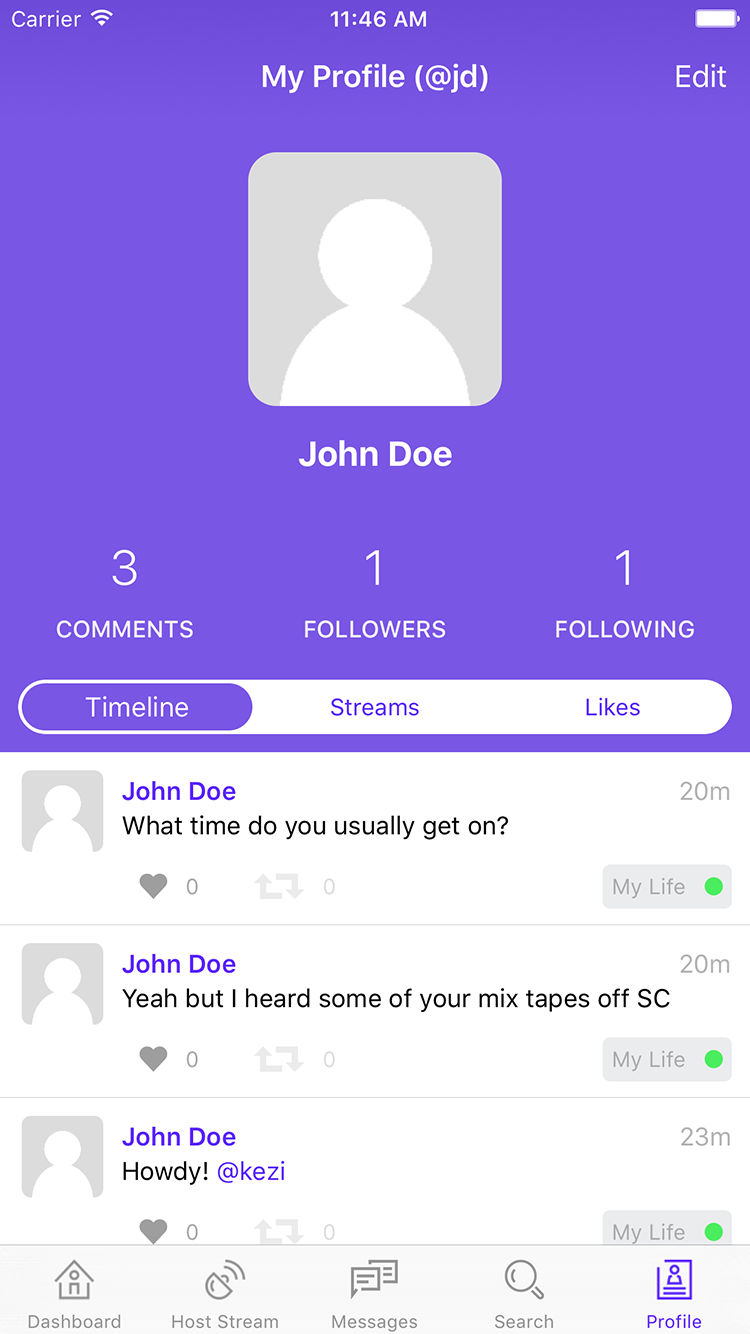 Carrier 11:46 AM
My Profile (@jd) Edit
John Doe
3 1 1
COMMENTS FOLLOWERS FOLLOWING
Timeline Streams Likes
John Doe 20m
What time do you usually get on?
0 0 My Life
John Doe 20m
Yeah but I heard some of your mix tapes off SC
0 0 My Life
John Doe 23m
Howdy! @kezi
0 0 My Life
Dashboard Host Stream Messages Search Profile